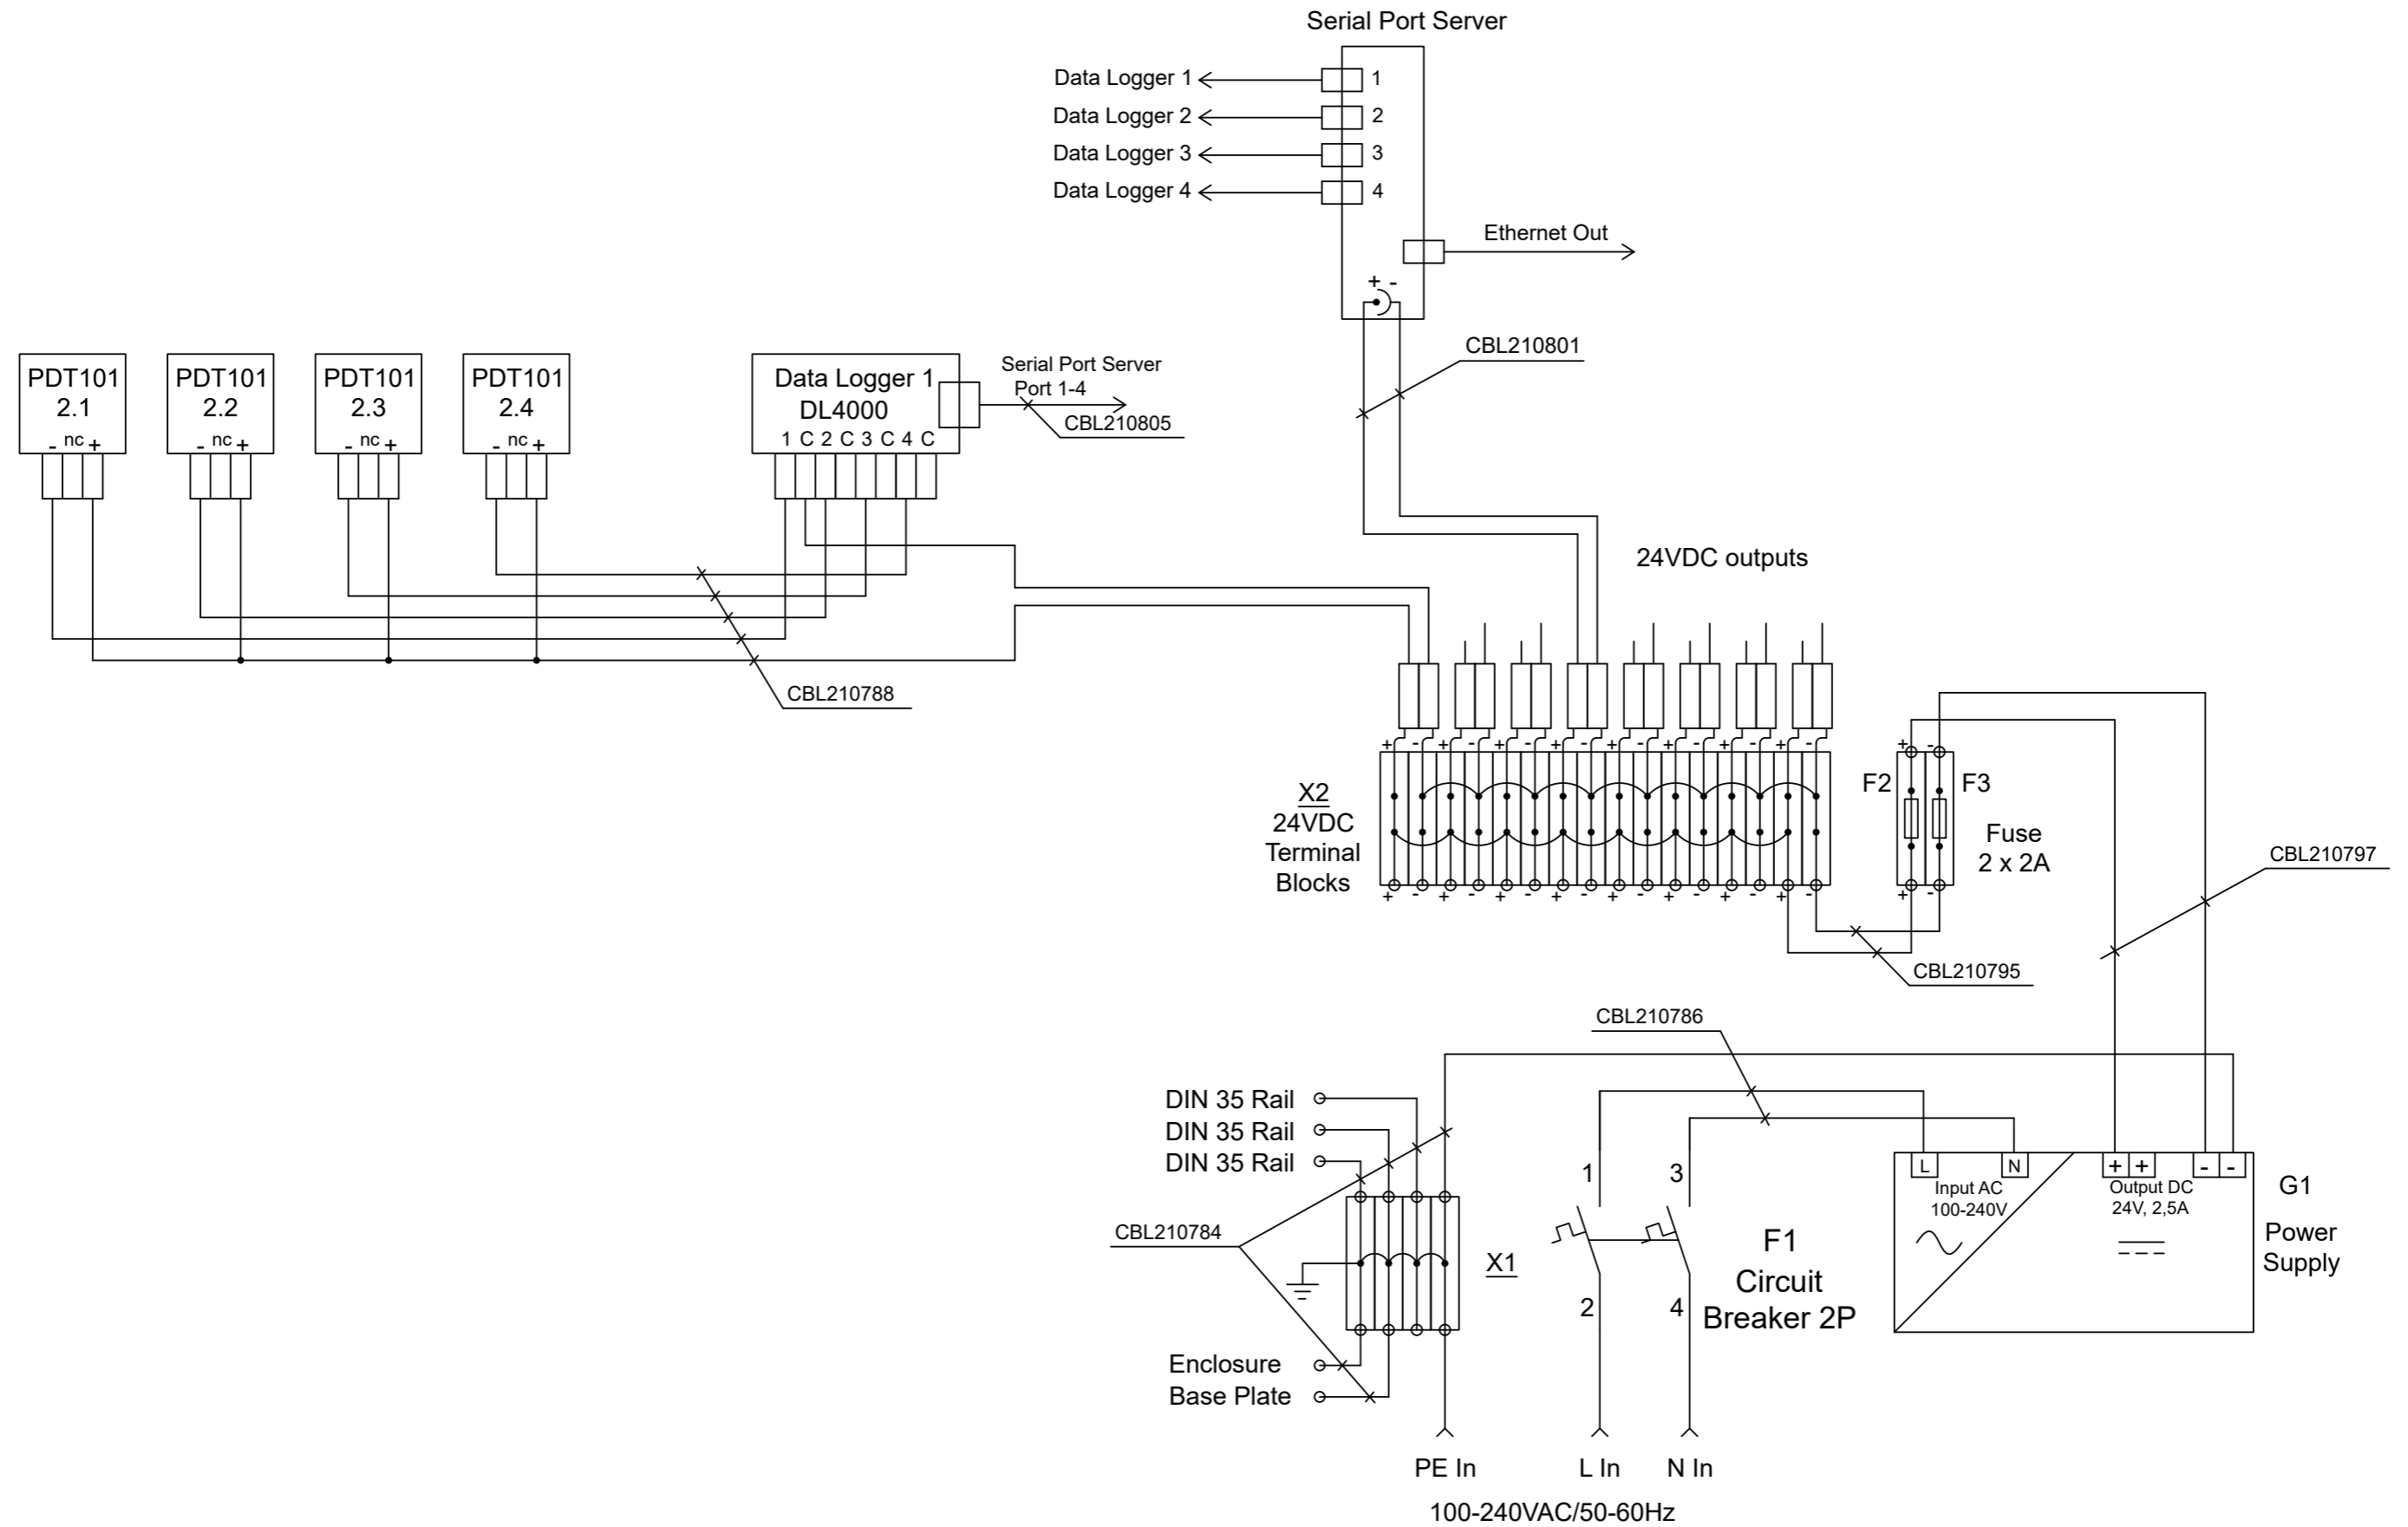 Serial Port Server
Data Logger 1
1
Data Logger 2
2
Data Logger 3
3
Data Logger 4
4
Ethernet Out
+ -
CBL210801
PDT101
2.1
- nc +
PDT101
2.2
- nc +
PDT101
2.3
- nc +
PDT101
2.4
- nc +
Data Logger 1
DL4000
1 C 2 C 3 C 4 C
Serial Port Server
Port 1-4
CBL210805
CBL210788
24VDC outputs
+ - + - + - + - + - + - + - + -
X2
24VDC
Terminal
Blocks
+ - + - + - + - + - + - + - + -
+ -
F2
F3
Fuse
2 x 2A
+ -
CBL210797
CBL210795
CBL210786
DIN 35 Rail
DIN 35 Rail
DIN 35 Rail
CBL210784
X1
Enclosure
Base Plate
1
3
2
4
F1
Circuit
Breaker 2P
L
N
+ +
- -
Input AC
100-240V
Output DC
24V, 2,5A
G1
Power
Supply
PE In
L In
N In
100-240VAC/50-60Hz